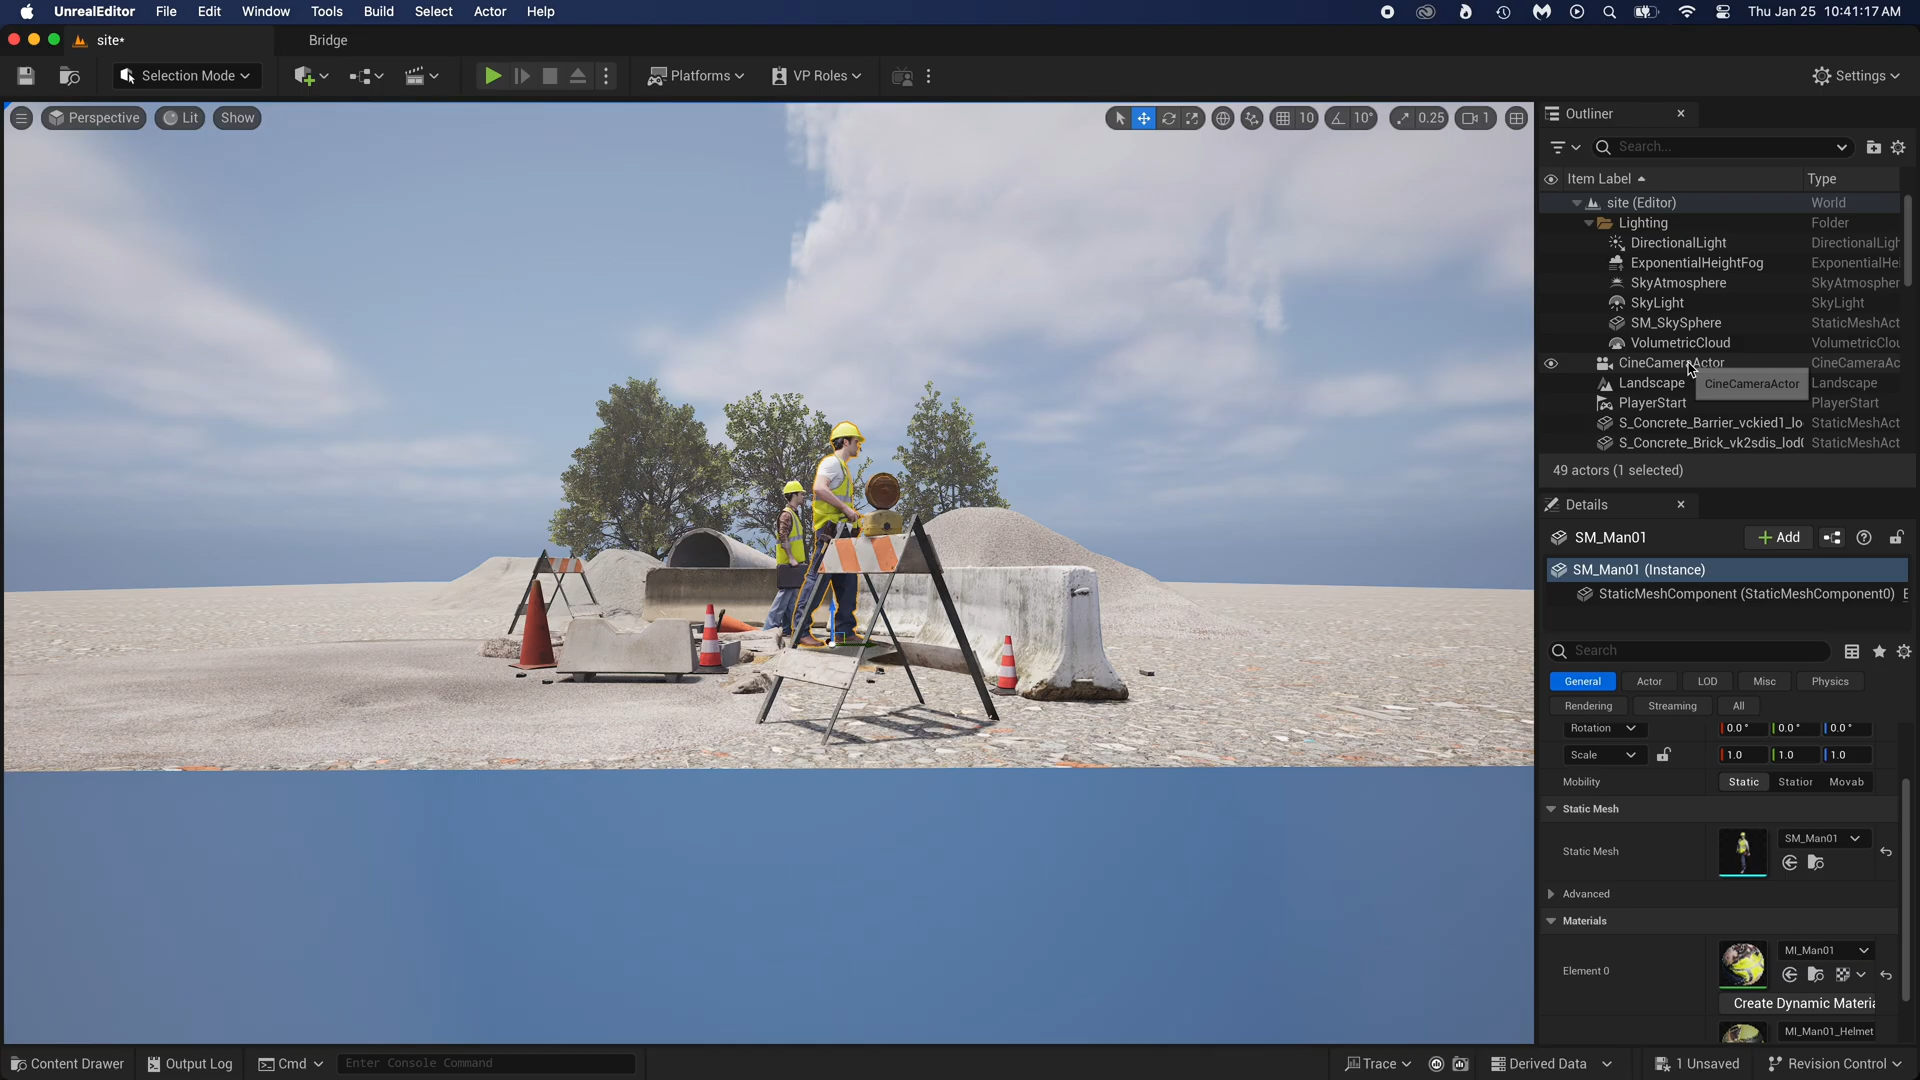 UnrealEditor File Edit Window Tools Build Select Actor Help Thu Jan 25 10:41:17 AM
site* Bridge
Selection Mode Platforms VP Roles Settings
Perspective Lit Show 10 10° 0.25 1
Outliner
Search...
Item Label Type
site (Editor) World
Lighting Folder
DirectionalLight DirectionalLigh
ExponentialHeightFog ExponentialHe
SkyAtmosphere SkyAtmospher
SkyLight SkyLight
SM_SkySphere StaticMeshAct
VolumetricCloud VolumetricClou
CineCameraActor CineCameraAc
Landscape CineCameraActor Landscape
PlayerStart PlayerStart
S_Concrete_Barrier_vckied1_lo StaticMeshAct
S_Concrete_Brick_vk2sdis_lod( StaticMeshAct
49 actors (1 selected)
Details
SM_Man01 Add
SM_Man01 (Instance)
StaticMeshComponent (StaticMeshComponent0) E
Search
General Actor LOD Misc Physics
Rendering Streaming All
Rotation 0.0° 0.0° 0.0°
Scale 1.0 1.0 1.0
Mobility Static Station Movab
Static Mesh
SM_Man01
Static Mesh
Advanced
Materials
MI_Man01
Element 0
Create Dynamic Materia
MI_Man01_Helmet
Content Drawer Output Log Cmd Enter Console Command Trace Derived Data 1 Unsaved Revision Control